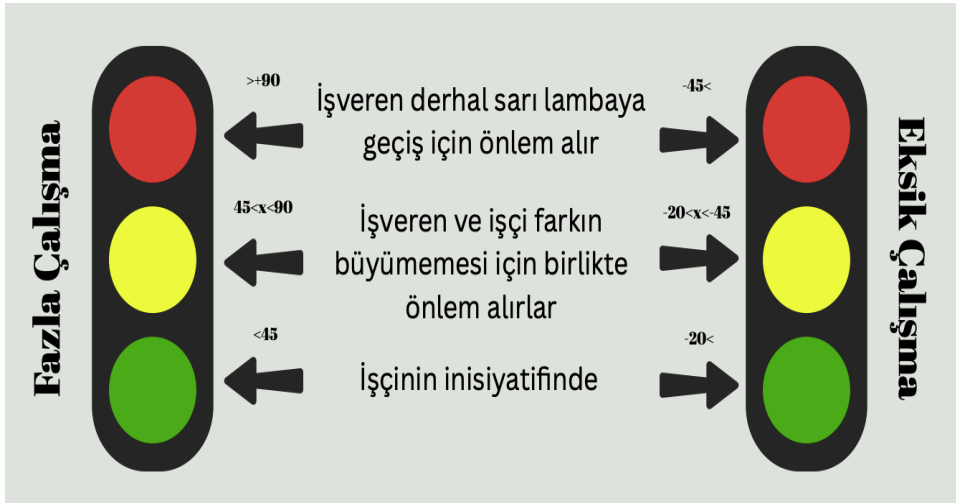 Fazla Çalışma
>+90
İşveren derhal sarı lambaya
geçiş için önlem alır
-45<
45<x<90
İşveren ve işçi farkın
büyümemesi için birlikte
önlem alırlar
-20<x<-45
<45
İşçinin inisiyatifinde
-20<
Eksik Çalışma